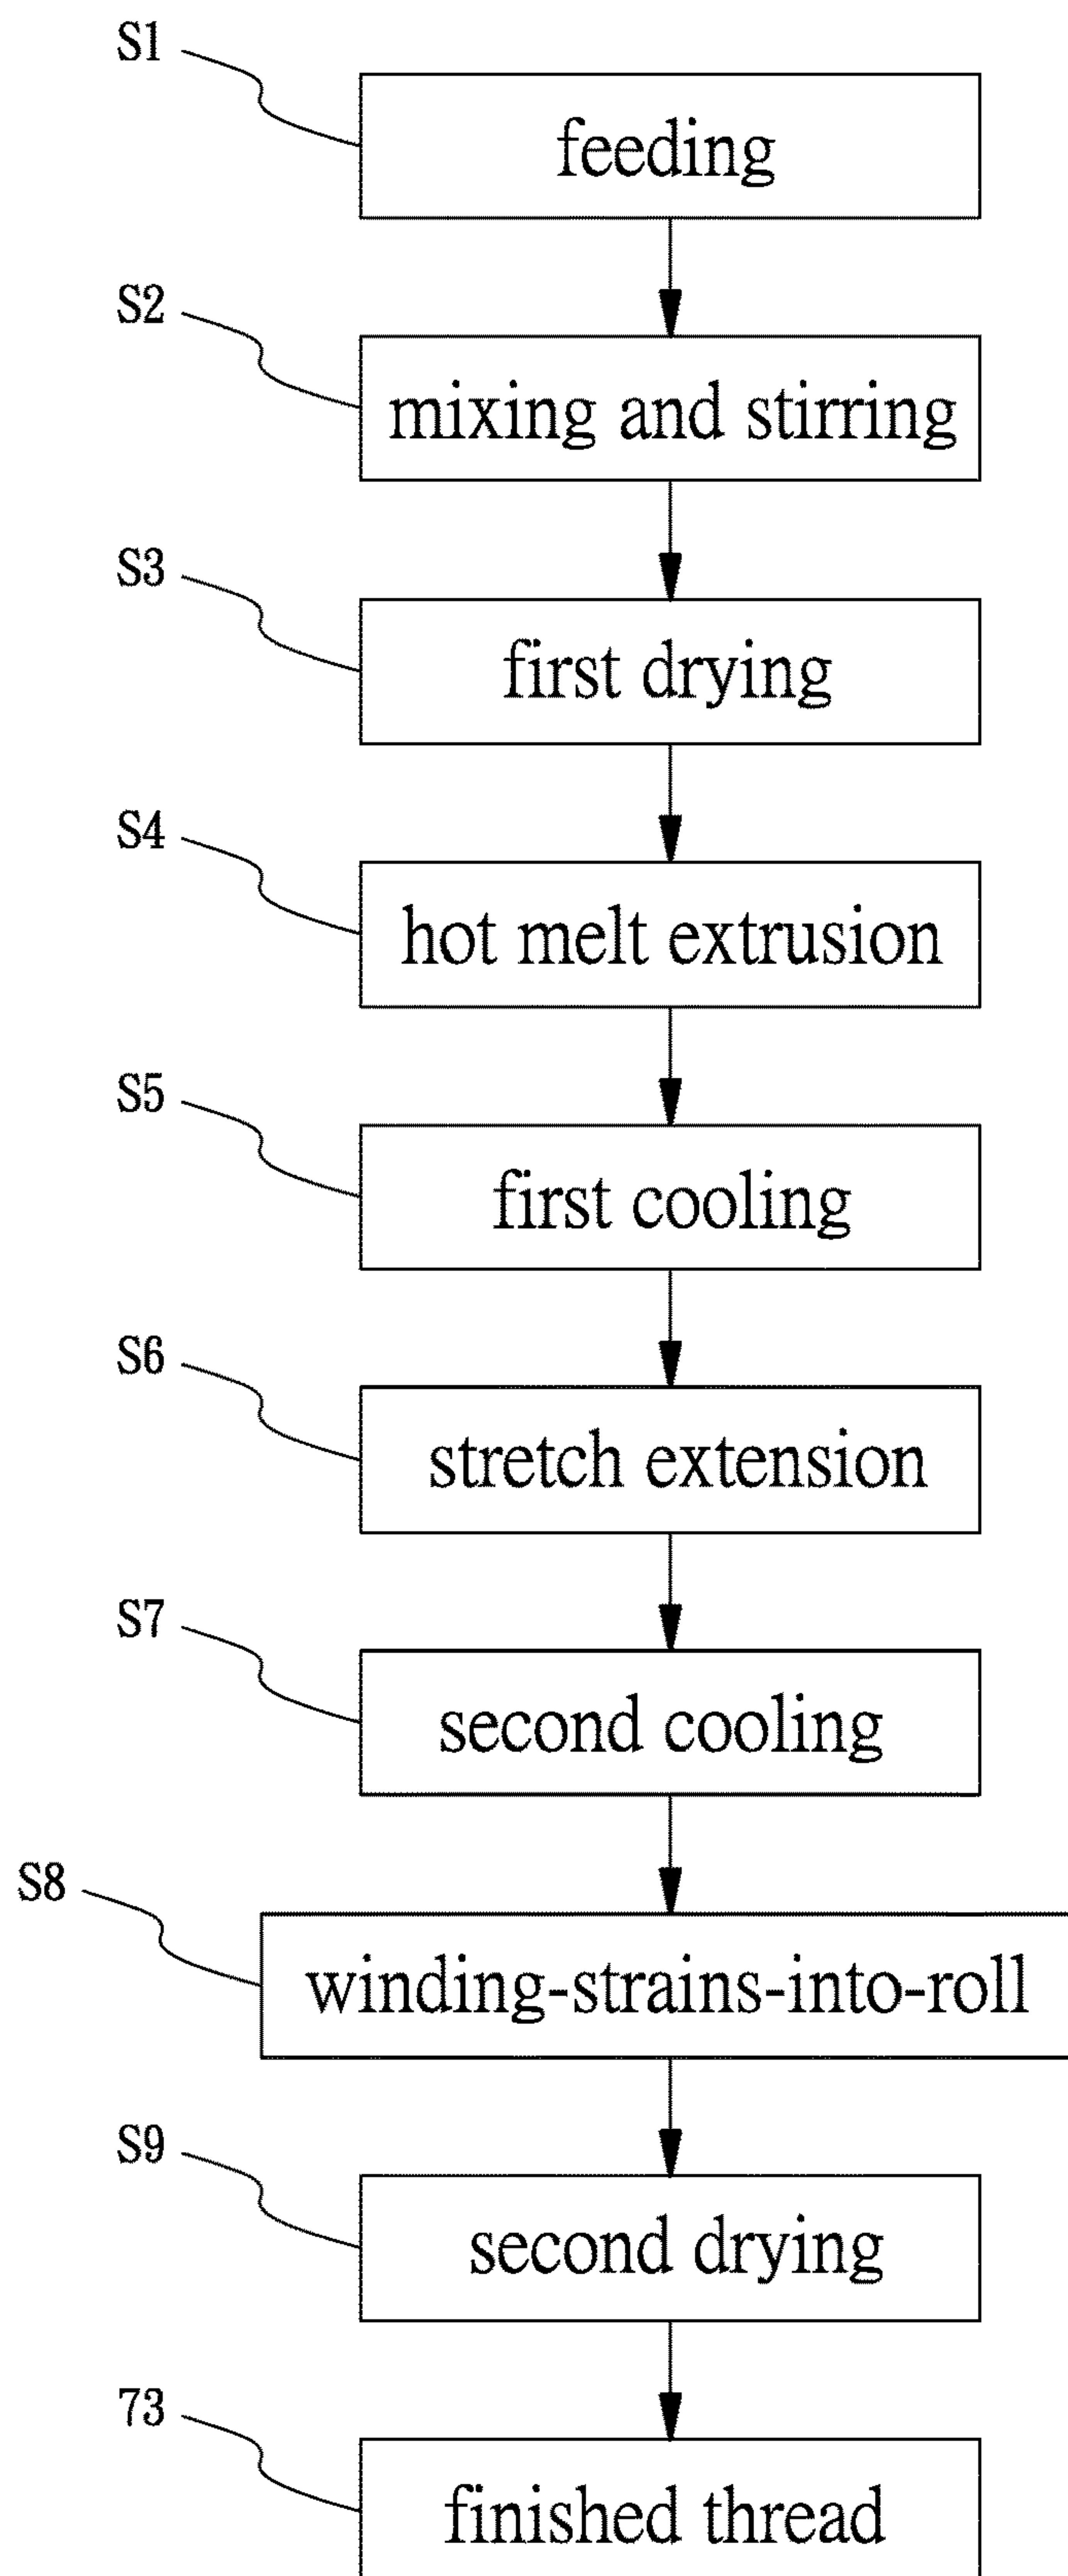 S1
feeding
S2
mixing and stirring
S3
first drying
S4
hot melt extrusion
S5
first cooling
S6
stretch extension
S7
second cooling
S8
winding-strains-into-roll
S9
second drying
73
finished thread